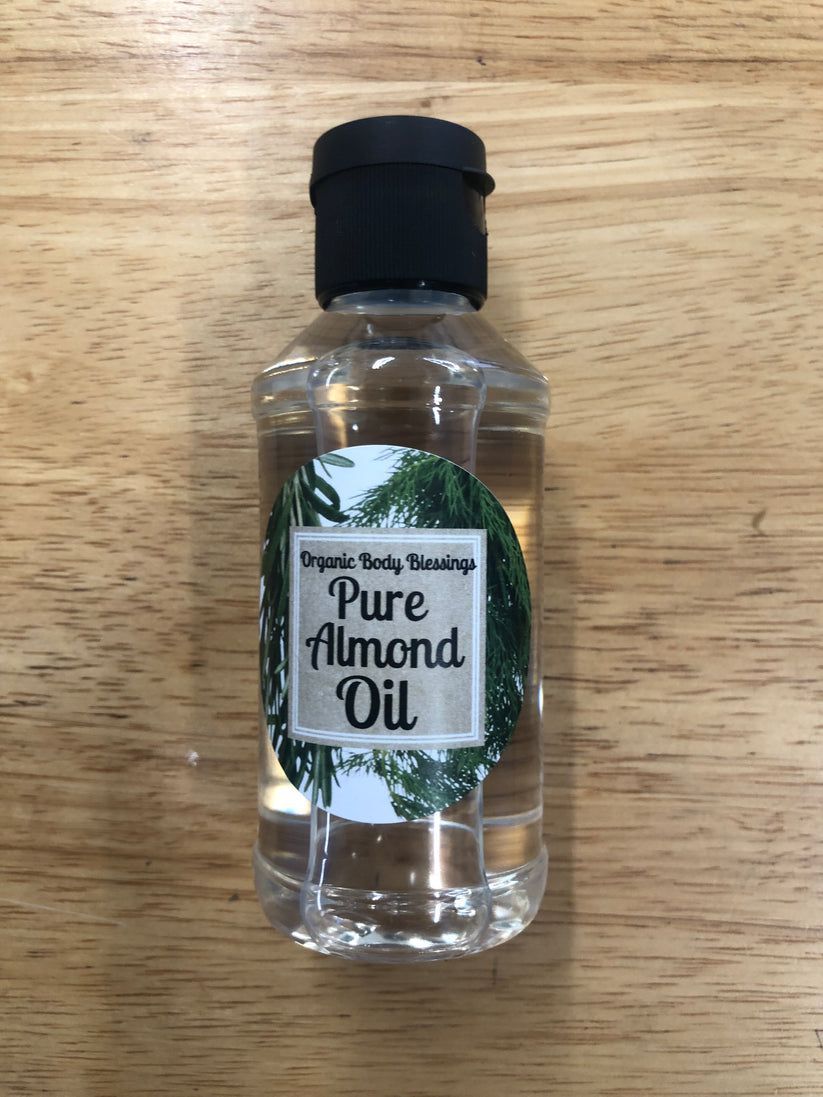 Organic Body Blessings
Pure
Almond
Oil